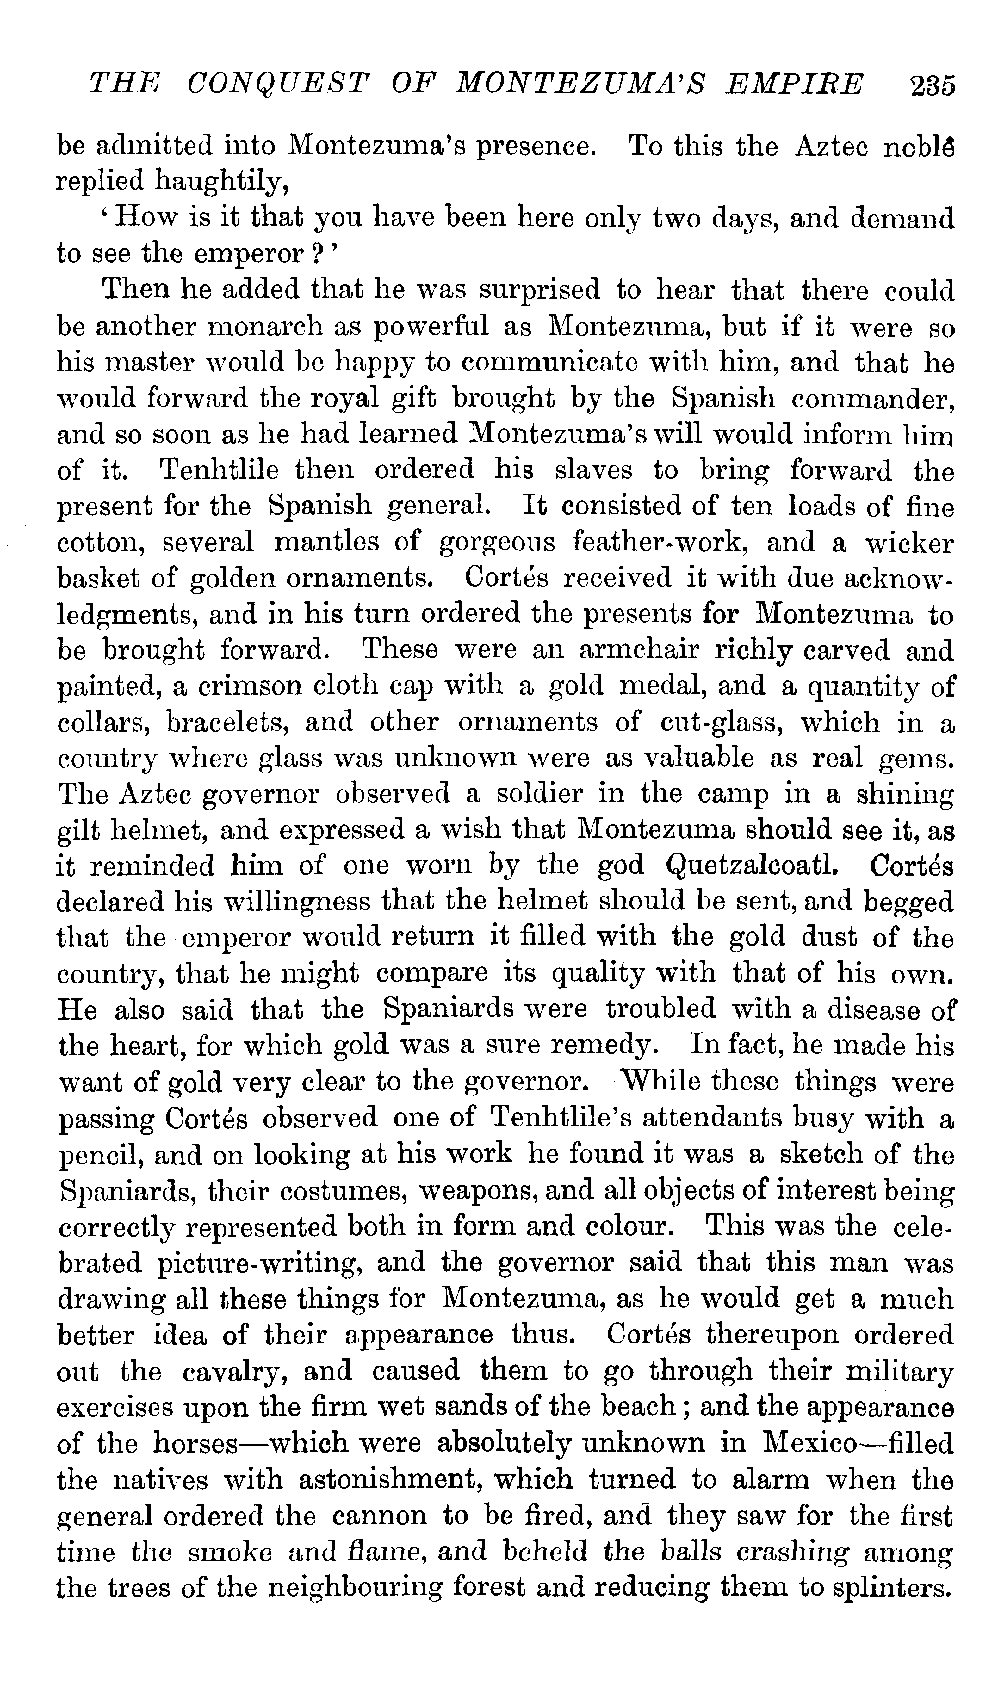 THE CONQUEST OF MONTEZUMA'S EMPIRE 235
be admitted into Montezuma's presence. To this the Aztec noble
replied haughtily,
‘How is it that you have been here only two days, and demand
to see the emperor?’
Then he added that he was surprised to hear that there could
be another monarch as powerful as Montezuma, but if it were so
his master would be happy to communicate with him, and that he
would forward the royal gift brought by the Spanish commander,
and so soon as he had learned Montezuma's will would inform him
of it. Tenhtlile then ordered his slaves to bring forward the
present for the Spanish general. It consisted of ten loads of fine
cotton, several mantles of gorgeous feather-work, and a wicker
basket of golden ornaments. Cortés received it with due acknow-
ledgments, and in his turn ordered the presents for Montezuma to
be brought forward. These were an armchair richly carved and
painted, a crimson cloth cap with a gold medal, and a quantity of
collars, bracelets, and other ornaments of cut-glass, which in a
country where glass was unknown were as valuable as real gems.
The Aztec governor observed a soldier in the camp in a shining
gilt helmet, and expressed a wish that Montezuma should see it, as
it reminded him of one worn by the god Quetzalcoatl. Cortés
declared his willingness that the helmet should be sent, and begged
that the emperor would return it filled with the gold dust of the
country, that he might compare its quality with that of his own.
He also said that the Spaniards were troubled with a disease of
the heart, for which gold was a sure remedy. In fact, he made his
want of gold very clear to the governor. While these things were
passing Cortés observed one of Tenhtlile's attendants busy with a
pencil, and on looking at his work he found it was a sketch of the
Spaniards, their costumes, weapons, and all objects of interest being
correctly represented both in form and colour. This was the cele-
brated picture-writing, and the governor said that this man was
drawing all these things for Montezuma, as he would get a much
better idea of their appearance thus. Cortés thereupon ordered
out the cavalry, and caused them to go through their military
exercises upon the firm wet sands of the beach; and the appearance
of the horses—which were absolutely unknown in Mexico—filled
the natives with astonishment, which turned to alarm when the
general ordered the cannon to be fired, and they saw for the first
time the smoke and flame, and beheld the balls crashing among
the trees of the neighbouring forest and reducing them to splinters.